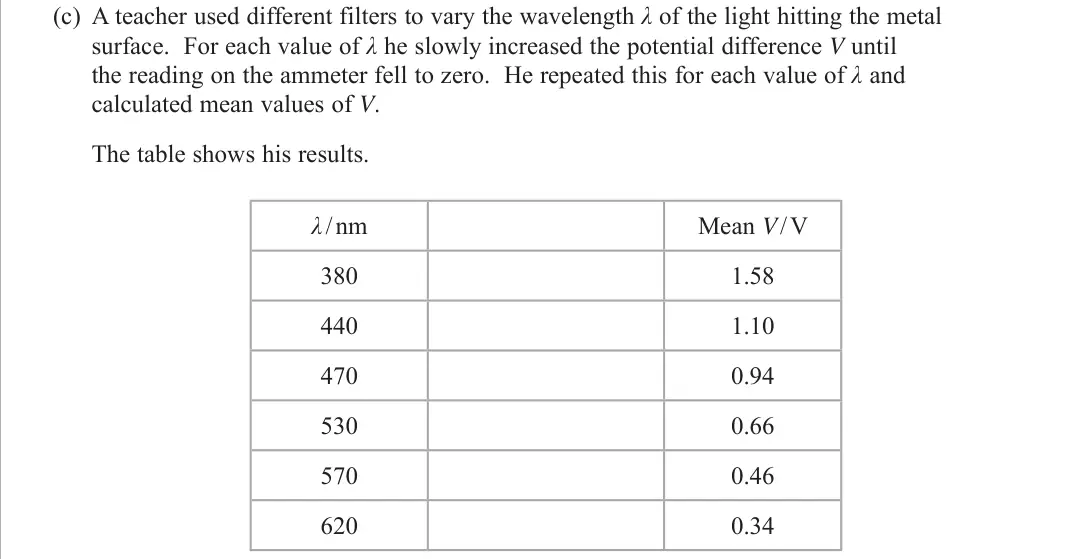 (c) A teacher used different filters to vary the wavelength λ of the light hitting the metal
surface. For each value of λ he slowly increased the potential difference V until
the reading on the ammeter fell to zero. He repeated this for each value of λ and
calculated mean values of V.
The table shows his results.
λ/nm Mean V/V
380 1.58
440 1.10
470 0.94
530 0.66
570 0.46
620 0.34